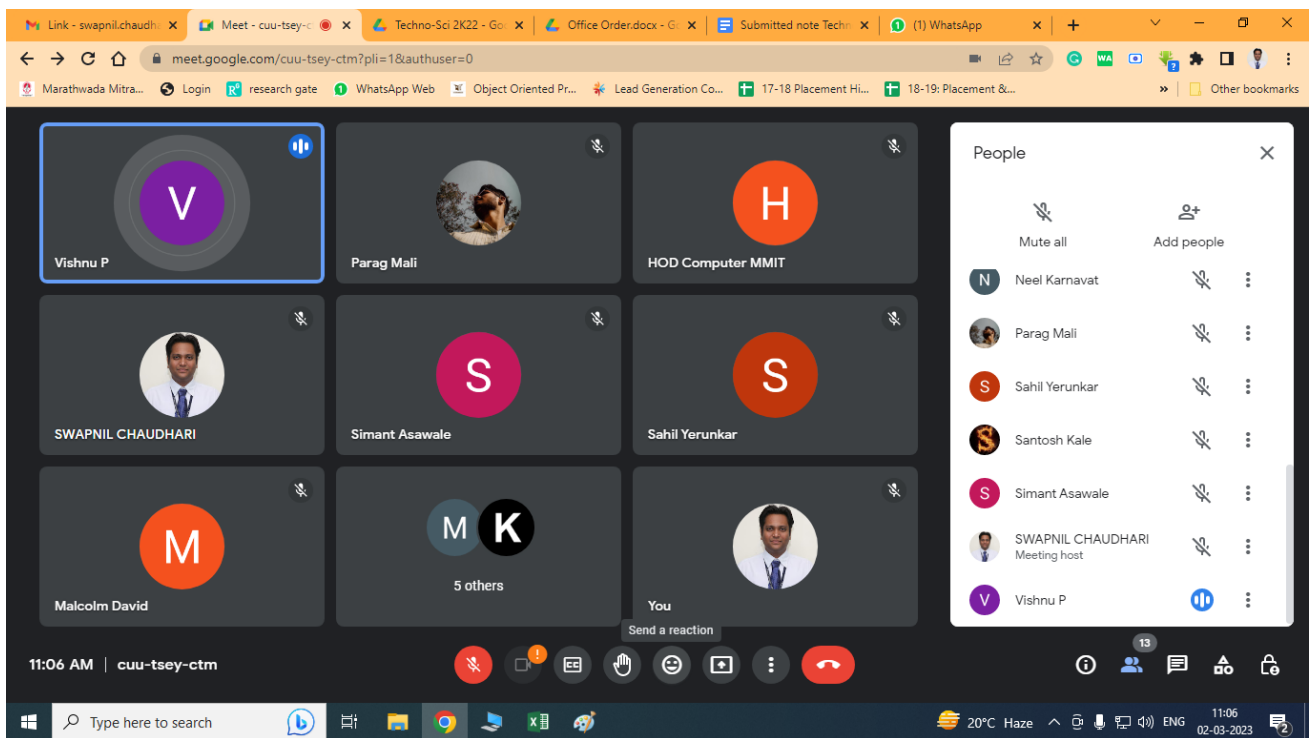 Link - swapnil.chaudh
Meet - cuu-tsey-c
Techno-Sci 2K22 - Go
Office Order.docx - G
Submitted note Techn
(1) WhatsApp
meet.google.com/cuu-tsey-ctm?pli=1&authuser=0
Marathwada Mitra...
Login
research gate
WhatsApp Web
Object Oriented Pr...
Lead Generation Co...
17-18 Placement Hi...
18-19: Placement &...
»
Other bookmarks
V
Vishnu P
Parag Mali
H
HOD Computer MMIT
SWAPNIL CHAUDHARI
S
Simant Asawale
S
Sahil Yerunkar
M
Malcolm David
M K
5 others
You
Send a reaction
People
Mute all
Add people
N Neel Karnavat
Parag Mali
S Sahil Yerunkar
Santosh Kale
S Simant Asawale
SWAPNIL CHAUDHARI
Meeting host
V Vishnu P
11:06 AM | cuu-tsey-ctm
13
Type here to search
20°C Haze
ENG
11:06
02-03-2023
2